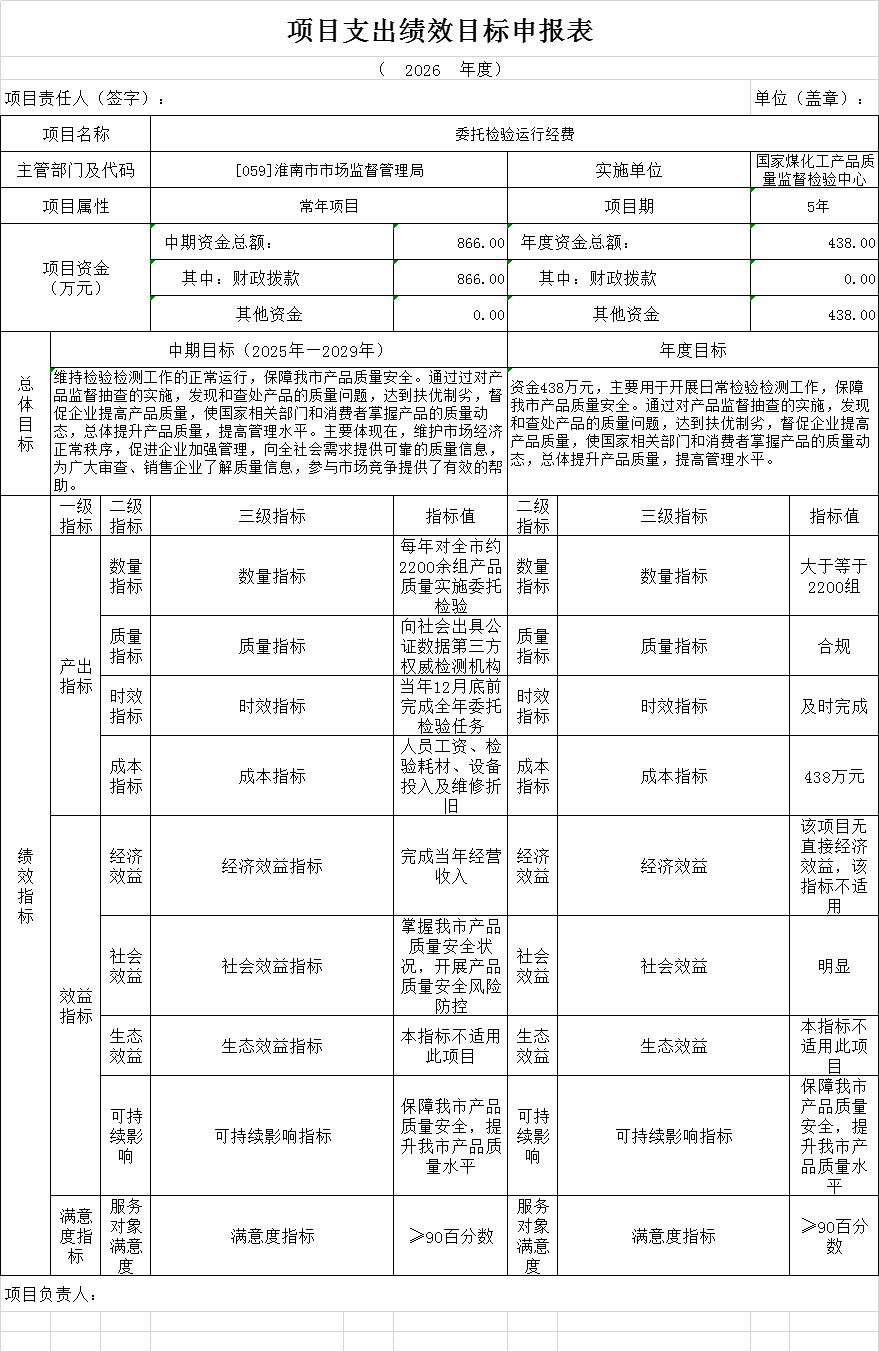 项目支出绩效目标申报表
（ 2026 年度）
项目责任人（签字）： 单位（盖章）：
项目名称 委托检验运行经费
主管部门及代码 [059]淮南市市场监督管理局 实施单位 国家煤化工产品质
量监督检验中心
项目属性 常年项目 项目期 5年
项目资金
（万元）
中期资金总额： 866.00 年度资金总额： 438.00
其中：财政拨款 866.00 其中：财政拨款 0.00
其他资金 0.00 其他资金 438.00
总
体
目
标
中期目标（2025年—2029年） 年度目标
维持检验检测工作的正常运行，保障我市产品质量安全。通过过对产
品监督抽查的实施，发现和查处产品的质量问题，达到扶优制劣，督
促企业提高产品质量，使国家相关部门和消费者掌握产品的质量动
态，总体提升产品质量，提高管理水平。主要体现在，维护市场经济
正常秩序，促进企业加强管理，向全社会需求提供可靠的质量信息，
为广大审查、销售企业了解质量信息，参与市场竞争提供了有效的帮
助。
资金438万元，主要用于开展日常检验检测工作，保障
我市产品质量安全。通过对产品监督抽查的实施，发现
和查处产品的质量问题，达到扶优制劣，督促企业提高
产品质量，使国家相关部门和消费者掌握产品的质量动
态，总体提升产品质量，提高管理水平。
绩
效
指
标
一级
指标
二级
指标
三级指标 指标值
二级
指标
三级指标 指标值
产出
指标
数量
指标
数量指标
每年对全市约
2200余组产品
质量实施委托
检验
数量
指标
数量指标
大于等于
2200组
质量
指标
质量指标
向社会出具公
证数据第三方
权威检测机构
质量
指标
质量指标 合规
时效
指标
时效指标
当年12月底前
完成全年委托
检验任务
时效
指标
时效指标 及时完成
成本
指标
成本指标
人员工资、检
验耗材、设备
投入及维修折
旧
成本
指标
成本指标 438万元
效益
指标
经济
效益
经济效益指标
完成当年经营
收入
经济
效益
经济效益
该项目无
直接经济
效益，该
指标不适
用
社会
效益
社会效益指标
掌握我市产品
质量安全状
况，开展产品
质量安全风险
防控
社会
效益
社会效益 明显
生态
效益
生态效益指标
本指标不适用
此项目
生态
效益
生态效益
本指标不
适用此项
目
可持
续影
响
可持续影响指标
保障我市产品
质量安全，提
升我市产品质
量水平
可持
续影
响
可持续影响指标
保障我市
产品质量
安全，提
升我市产
品质量水
平
满意
度指
标
服务
对象
满意
度
满意度指标 ≥90百分数
服务
对象
满意
度
满意度指标
≥90百分
数
项目负责人：